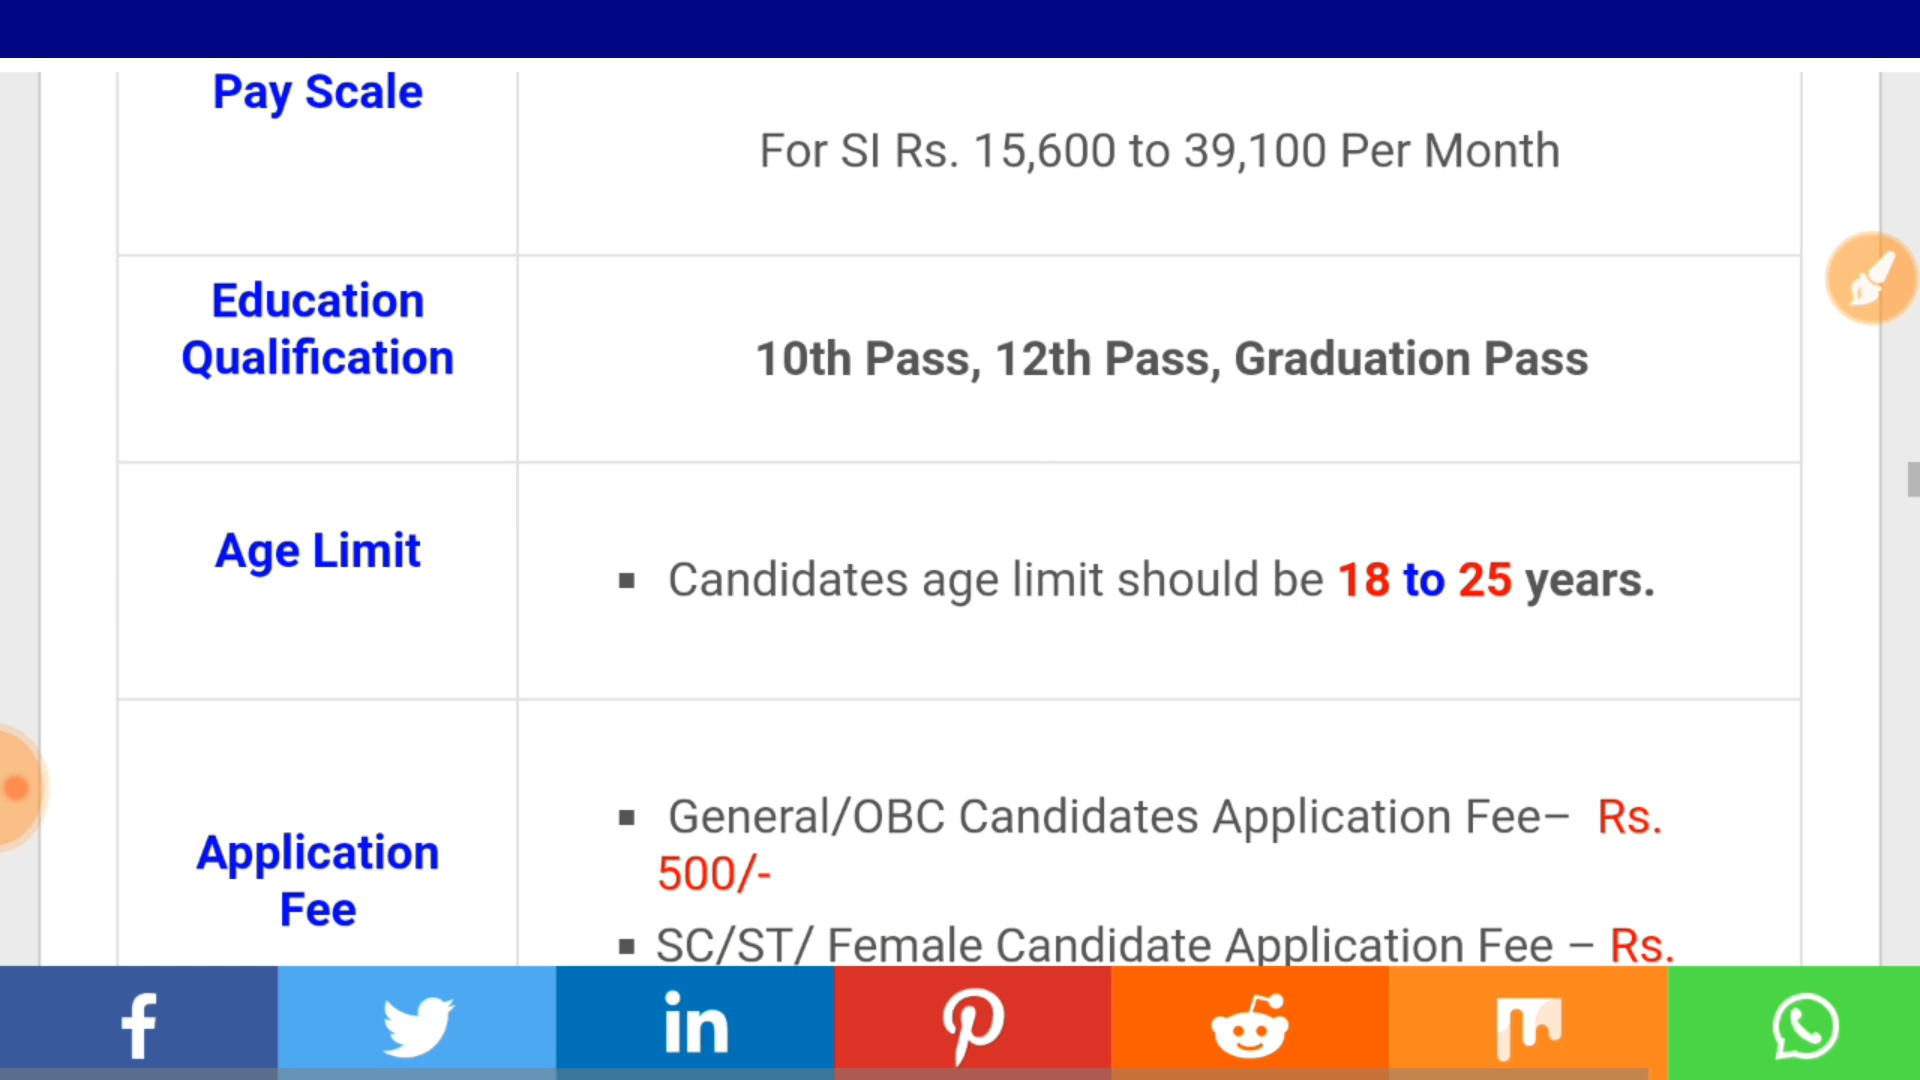 Pay Scale
For SI Rs. 15,600 to 39,100 Per Month
Education
Qualification
10th Pass, 12th Pass, Graduation Pass
Age Limit
▪ Candidates age limit should be 18 to 25 years.
Application
Fee
▪ General/OBC Candidates Application Fee– Rs.
500/-
▪ SC/ST/ Female Candidate Application Fee – Rs.
f
in